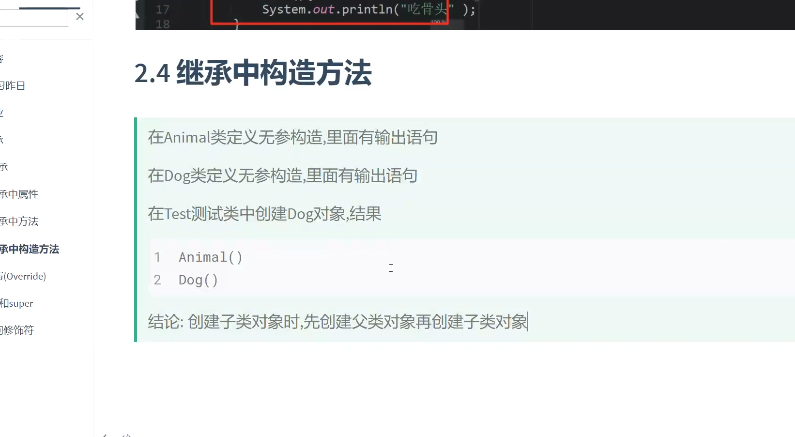 17 System.out.println("吃骨头" );
18 }
2.4 继承中构造方法
在Animal类定义无参构造,里面有输出语句
在Dog类定义无参构造,里面有输出语句
在Test测试类中创建Dog对象,结果
1 Animal()
2 Dog()
结论: 创建子类对象时,先创建父类对象再创建子类对象
习昨日
承
承中属性
承中方法
承中构造方法
(Override)
和super
修饰符